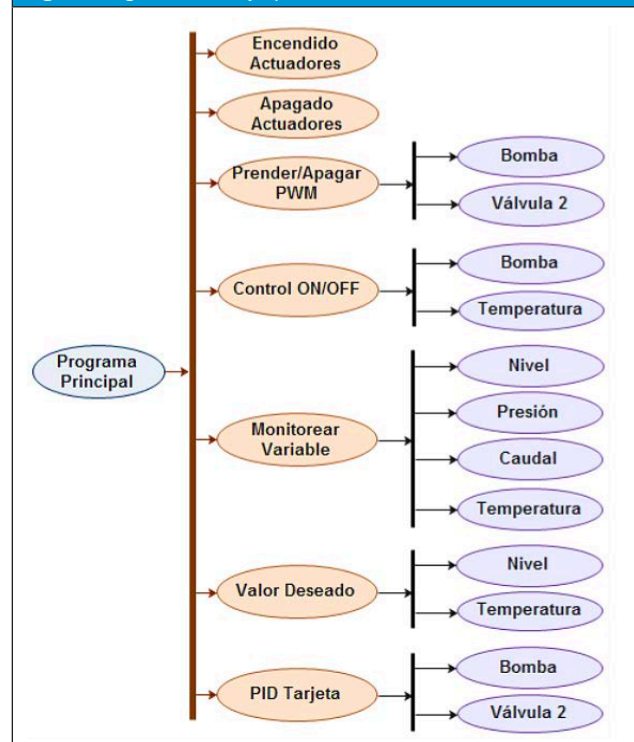 Encendido
Actuadores
Apagado
Actuadores
Prender/Apagar
PWM
Bomba
Válvula 2
Control ON/OFF
Bomba
Temperatura
Programa
Principal
Monitorear
Variable
Nivel
Presión
Caudal
Temperatura
Valor Deseado
Nivel
Temperatura
PID Tarjeta
Bomba
Válvula 2